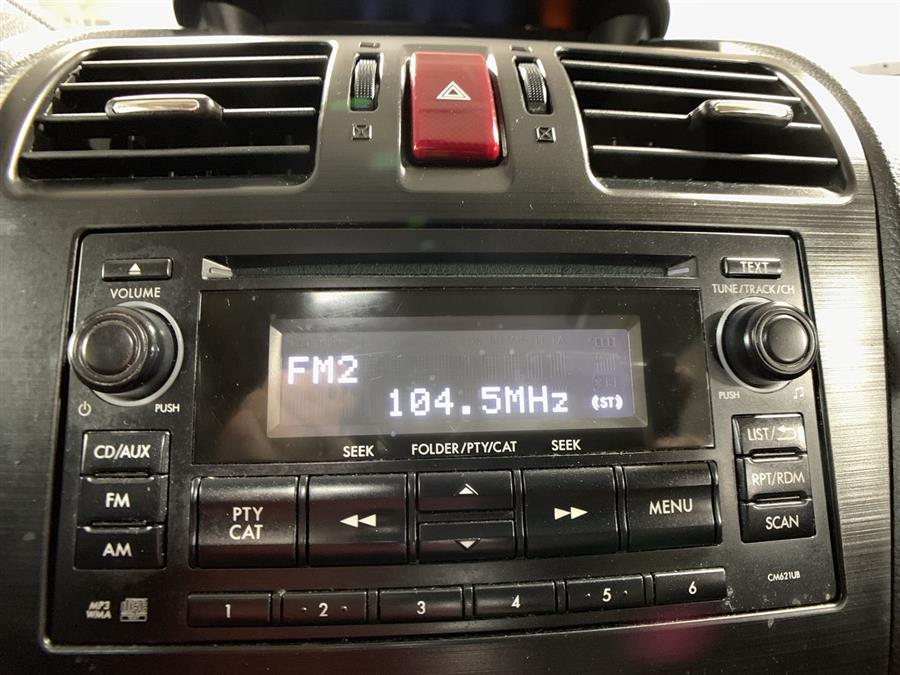 TEXT
VOLUME
TUNE/TRACK/CH
FM2
104.5MHz (ST)
PUSH
PUSH
SEEK FOLDER/PTY/CAT SEEK
CD/AUX
LIST/
FM
PTY CAT
MENU
RPT/RDM
AM
SCAN
CM621UB
MP3
WMA
1 2 3 4 5 6